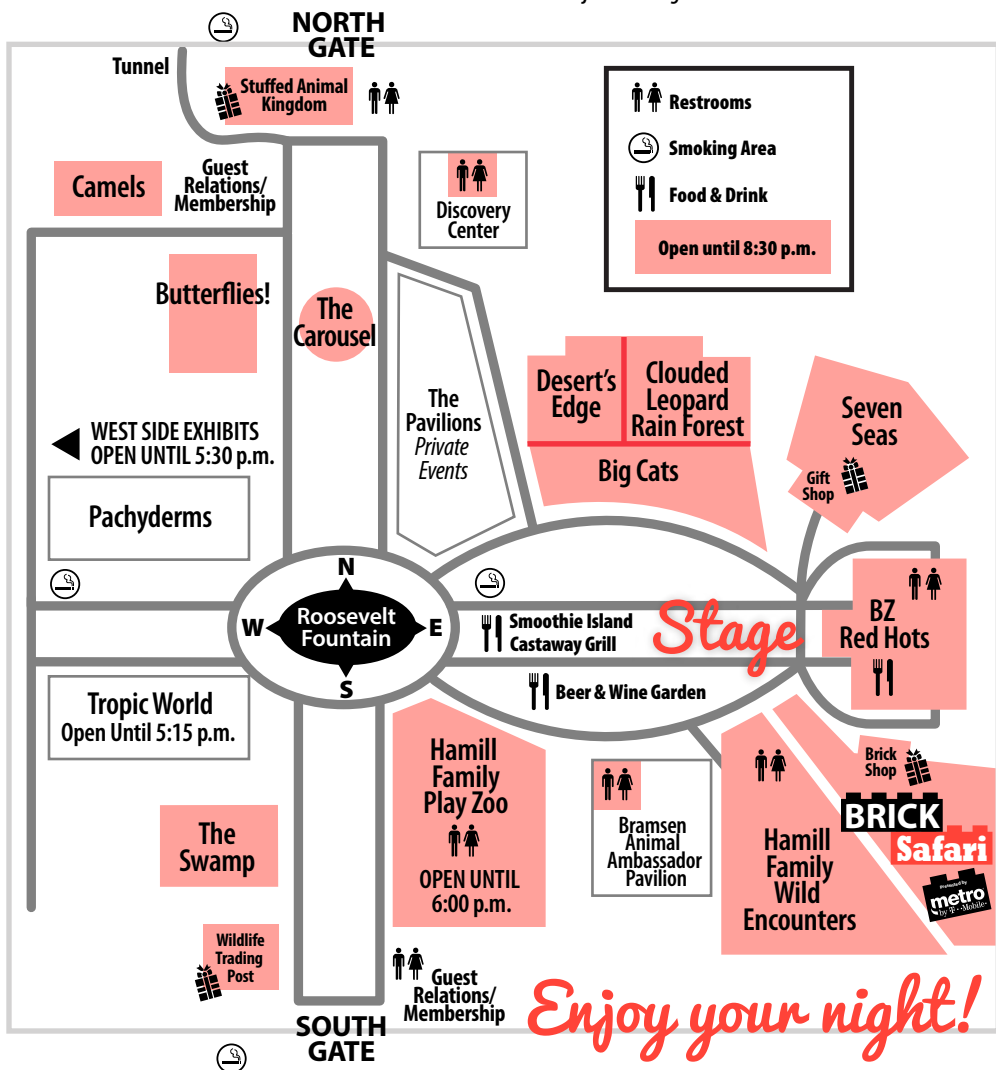 NORTH
GATE
Tunnel
Stuffed Animal
Kingdom
Restrooms
Smoking Area
Food & Drink
Open until 8:30 p.m.
Camels
Guest
Relations/
Membership
Discovery
Center
Butterflies!
The
Carousel
The
Pavilions
Private
Events
Desert's
Edge
Clouded
Leopard
Rain Forest
Big Cats
Seven
Seas
Gift
Shop
WEST SIDE EXHIBITS
OPEN UNTIL 5:30 p.m.
Pachyderms
N
W
Roosevelt
Fountain
E
S
Smoothie Island
Castaway Grill
Stage
BZ
Red Hots
Beer & Wine Garden
Tropic World
Open Until 5:15 p.m.
Hamill
Family
Play Zoo
OPEN UNTIL
6:00 p.m.
Bramsen
Animal
Ambassador
Pavilion
Hamill
Family
Wild
Encounters
Brick
Shop
BRICK
Safari
presented by
metro
by T-Mobile
The
Swamp
Wildlife
Trading
Post
Guest
Relations/
Membership
SOUTH
GATE
Enjoy your night!